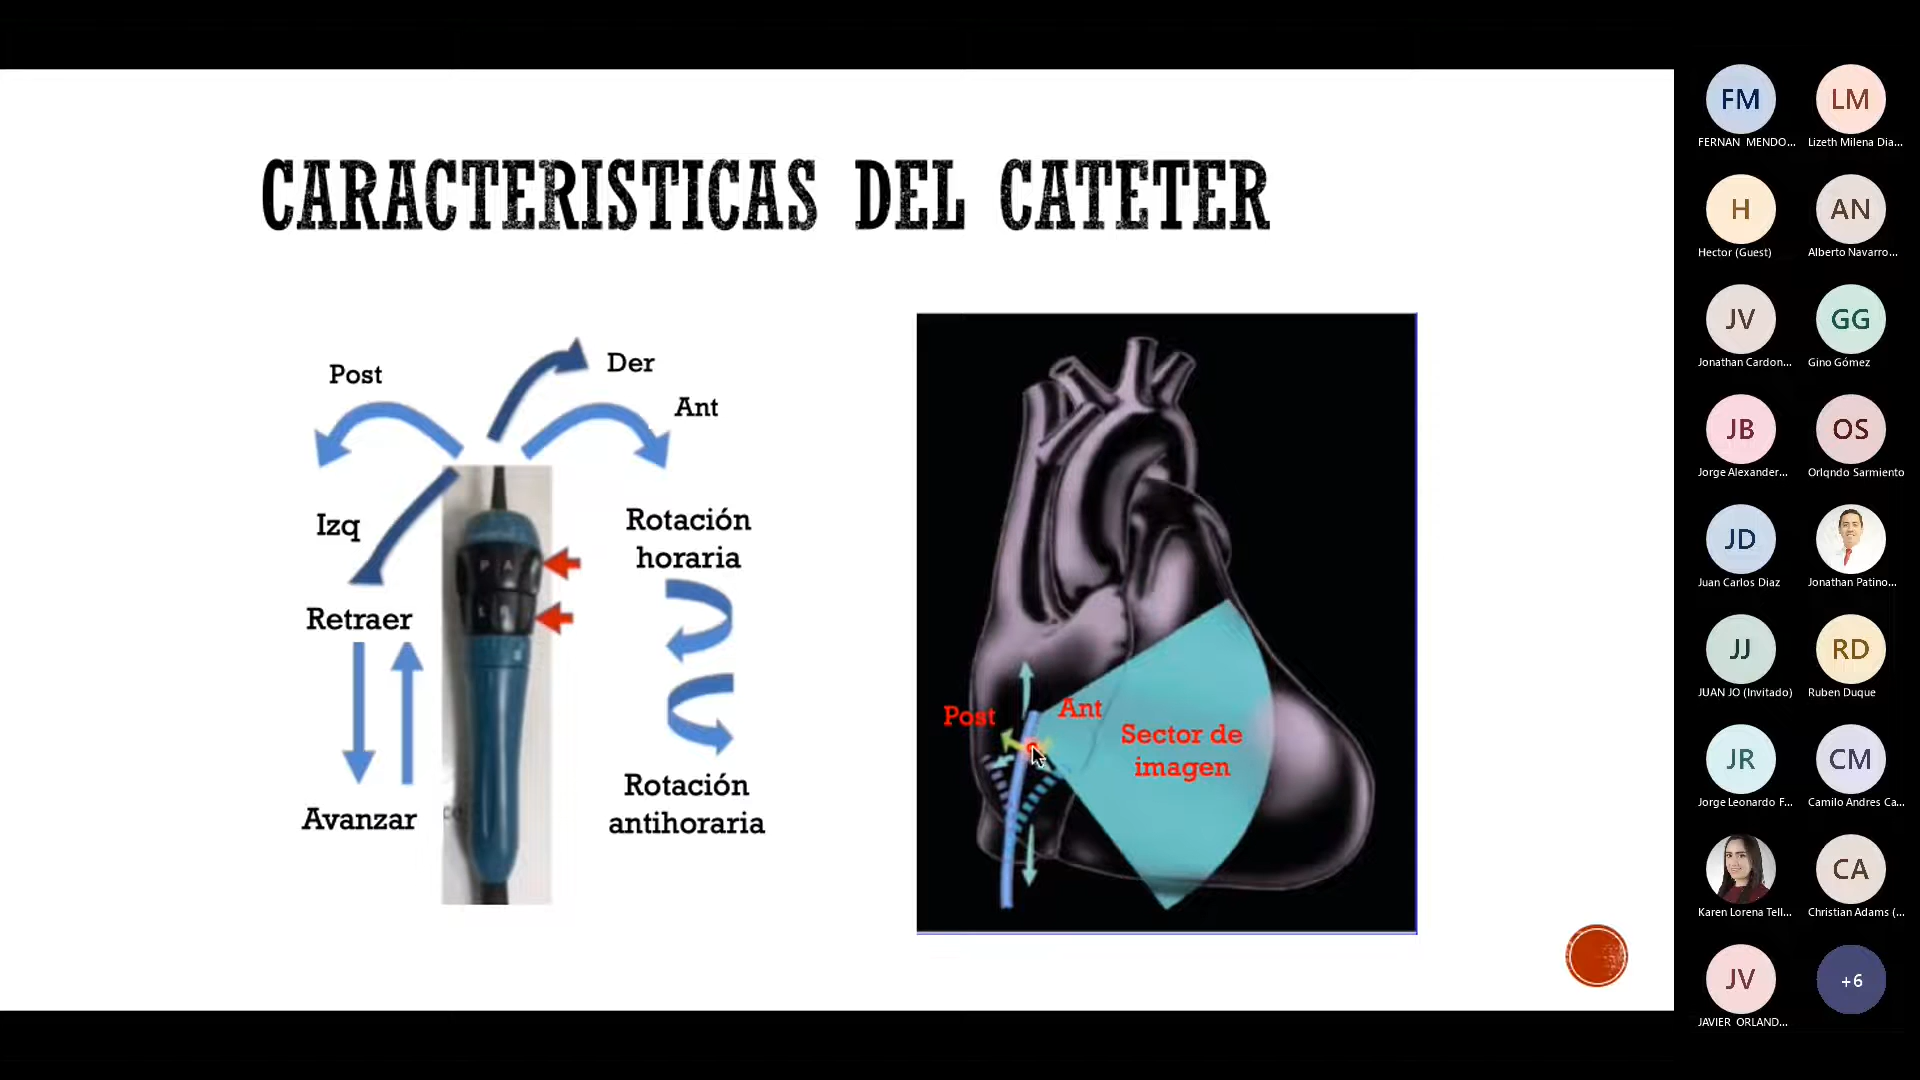 CARACTERISTICAS DEL CATETER
Post
Der
Ant
Izq
Rotación
horaria
P A
Retraer
Avanzar
Rotación
antihoraria
Post
Ant
Sector de
imagen
FM
FERNAN MENDO...
LM
Lizeth Milena Dia...
H
Hector (Guest)
AN
Alberto Navarro...
JV
Jonathan Cardon...
GG
Gino Gómez
JB
Jorge Alexander...
OS
Orlqndo Sarmiento
JD
Juan Carlos Diaz
Jonathan Patino...
JJ
JUAN JO (Invitado)
RD
Ruben Duque
JR
Jorge Leonardo F...
CM
Camilo Andres Ca...
Karen Lorena Tell...
CA
Christian Adams (...
JV
JAVIER ORLAND...
+6